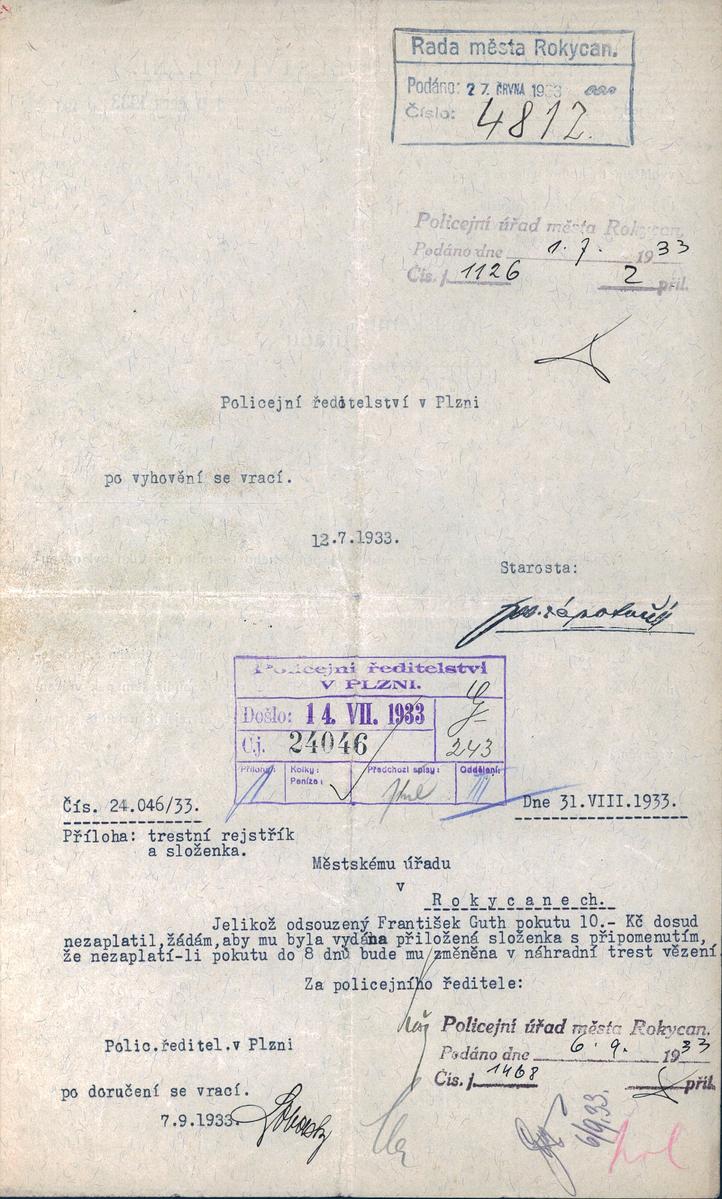 Rada města Rokycan.
Podáno: 27. ČRVNA 1933
Číslo: 4812.
Policejní úřad města Rokycan.
Podáno dne 1. 7. 1933
Čís. j. 1126 2 příl.
Policejní ředitelství v Plzni
po vyhovění se vrací.
12.7.1933.
Starosta:
Policejní ředitelství
V PLZNI.
Došlo: 14. VII. 1933
Čj. 24046
243
Přílohy: Kolky: Předchozí spisy: Oddělení:
Peníze:
Čís. 24.046/33. Dne 31.VIII.1933.
Příloha: trestní rejstřík
a složenka.
Městskému úřadu
v
Rokycanech.
Jelikož odsouzený František Guth pokutu 10.- Kč dosud
nezaplatil,žádám,aby mu byla vydána přiložená složenka s připomenutím,
že nezaplatí-li pokutu do 8 dnů bude mu změněna v náhradní trest vězení.
Za policejního ředitele:
Policejní úřad města Rokycan.
Podáno dne 6. 9. 1933
Čís. j. 1468 příl.
Polic.ředitel.v Plzni
po doručení se vrací.
7.9.1933.
6/9.33.